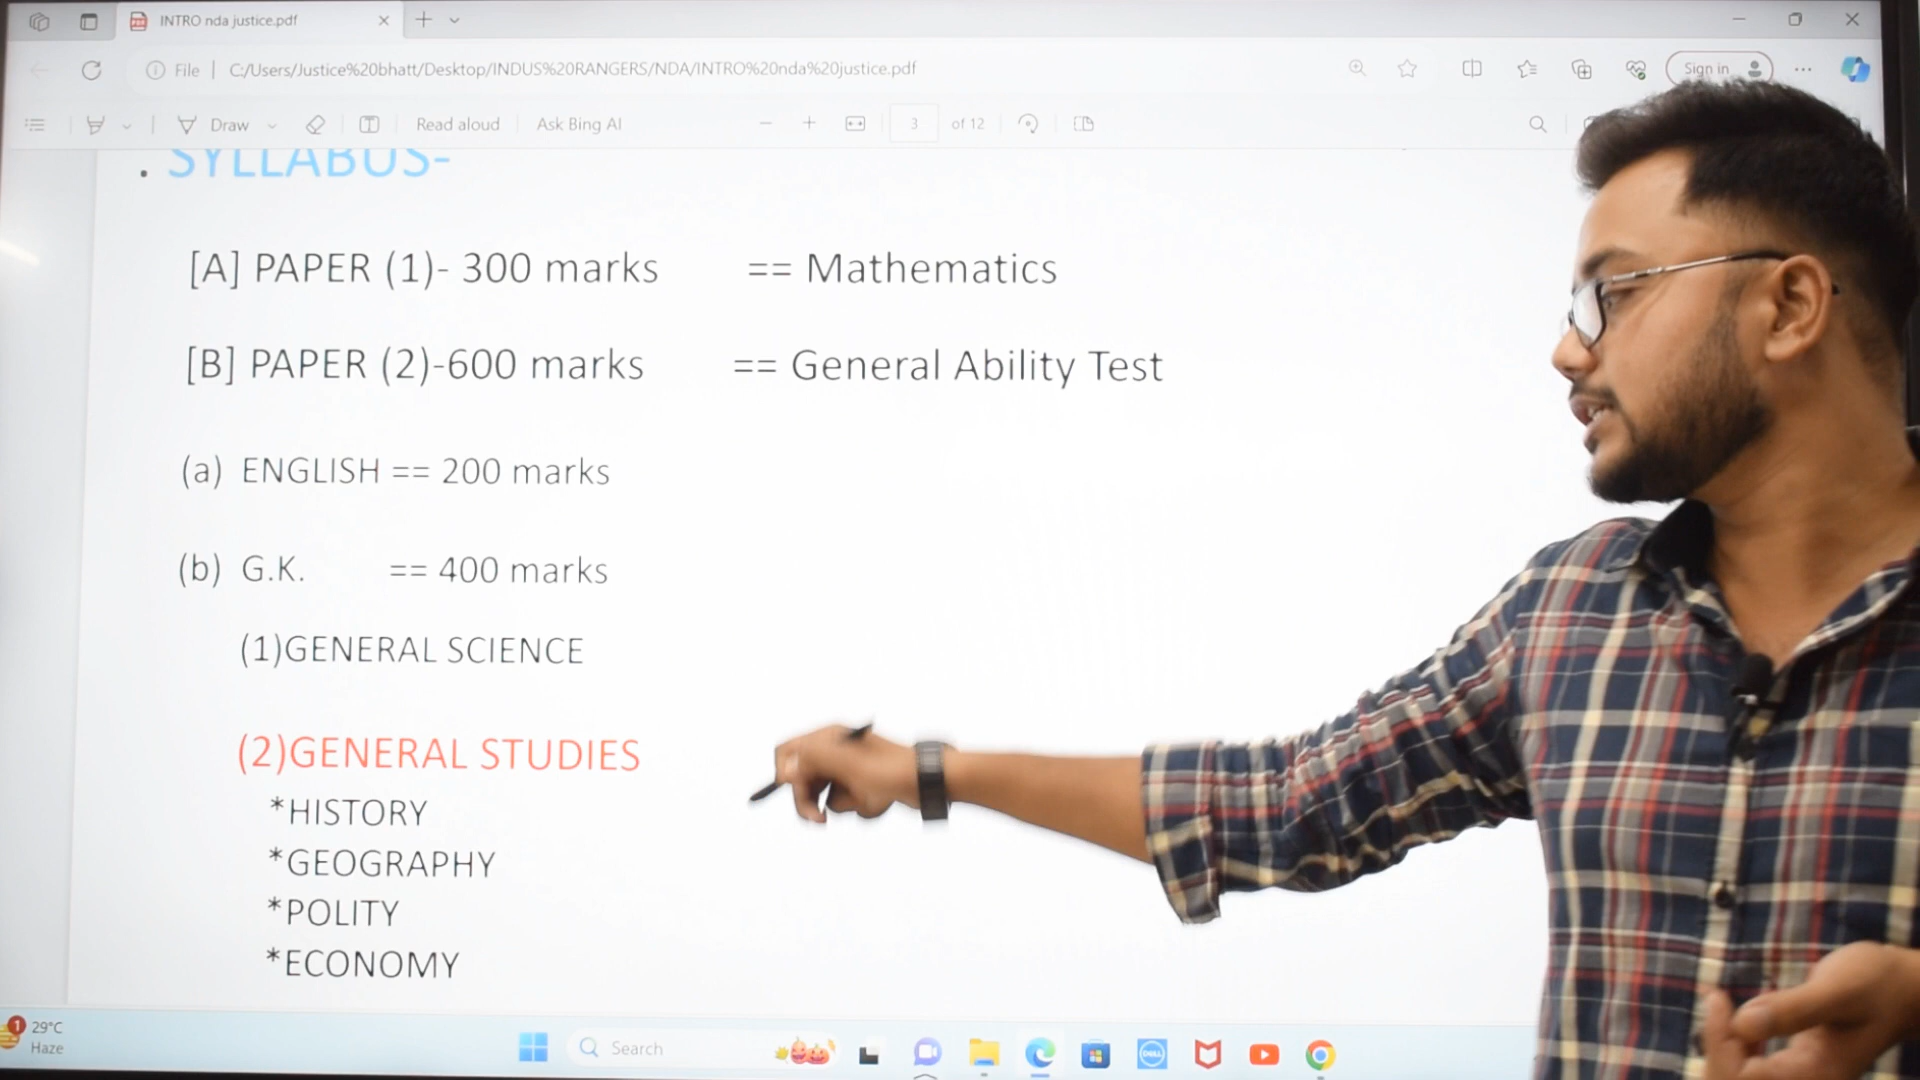 INTRO nda justice.pdf
File | C:/Users/Justice%20bhatt/Desktop/INDUS%20RANGERS/NDA/INTRO%20nda%20justice.pdf
Sign in
Draw
Read aloud
Ask Bing AI
3 of 12
. SYLLABUS-
[A] PAPER (1)- 300 marks == Mathematics
[B] PAPER (2)-600 marks == General Ability Test
(a) ENGLISH == 200 marks
(b) G.K. == 400 marks
(1)GENERAL SCIENCE
(2)GENERAL STUDIES
*HISTORY
*GEOGRAPHY
*POLITY
*ECONOMY
1
29°C
Haze
Search
DELL